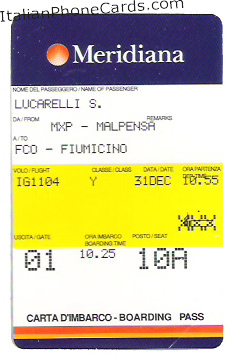 ItalianPhoneCards.com
Meridiana
NOME DEL PASSEGGERO / NAME OF PASSENGER
LUCARELLI S.
DA / FROM REMARKS
MXP - MALPENSA
A / TO
FCO - FIUMICINO
VOLO / FLIGHT CLASSE / CLASS DATA / DATE ORA PARTENZA
DEP. TIME
IG1104 Y 31DEC 10.55
USCITA / GATE ORA IMBARCO POSTO / SEAT
BOARDING TIME
01 10.25 10A
CARTA D'IMBARCO - BOARDING PASS